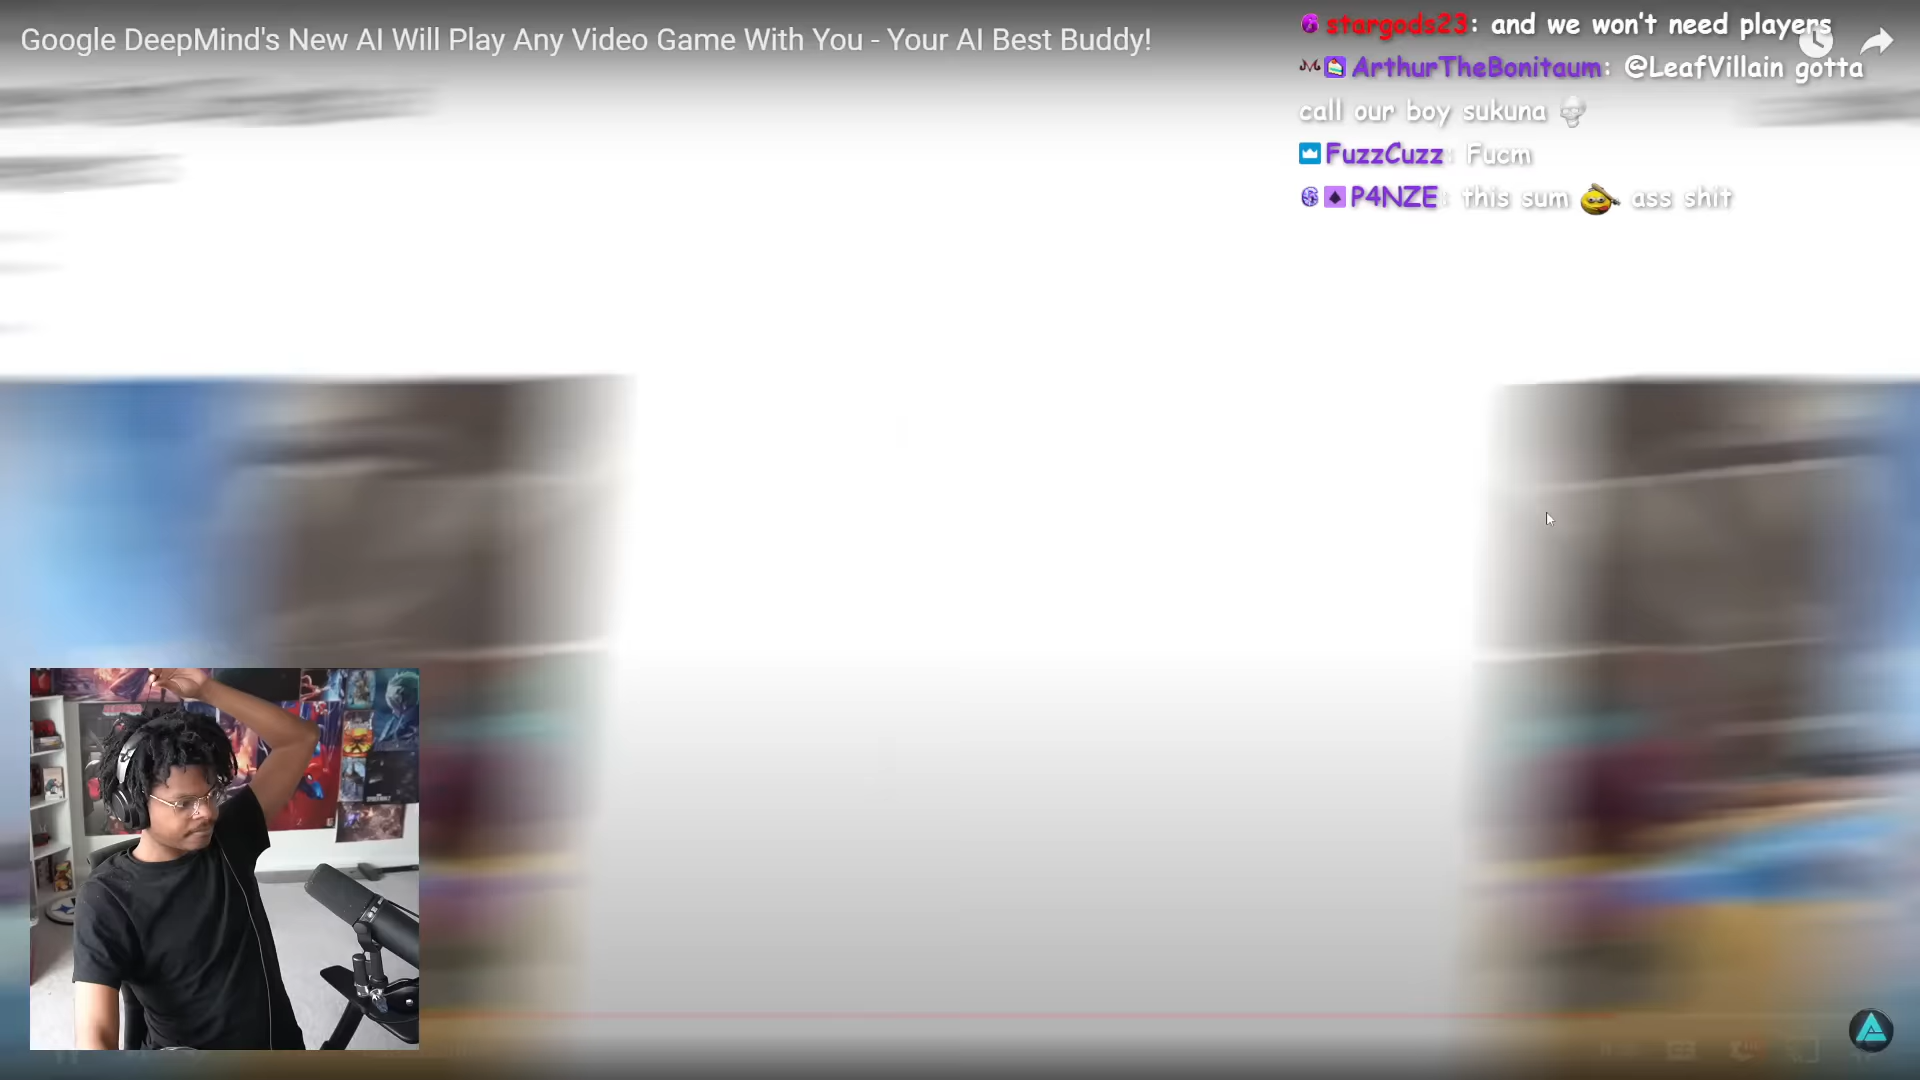 Google DeepMind's New AI Will Play Any Video Game With You - Your AI Best Buddy!
stargods23: and we won't need players
ArthurTheBonitaum: @LeafVillain gotta
call our boy sukuna
FuzzCuzz: Fucm
P4NZE: this sum ass shit